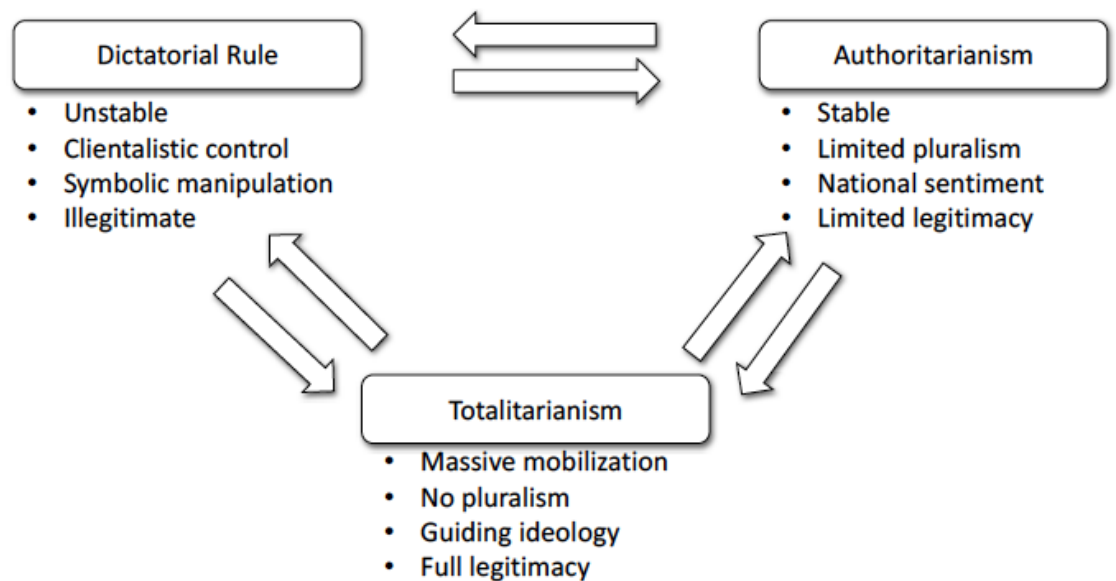 Dictatorial Rule
• Unstable
• Clientalistic control
• Symbolic manipulation
• Illegitimate
Authoritarianism
• Stable
• Limited pluralism
• National sentiment
• Limited legitimacy
Totalitarianism
• Massive mobilization
• No pluralism
• Guiding ideology
• Full legitimacy